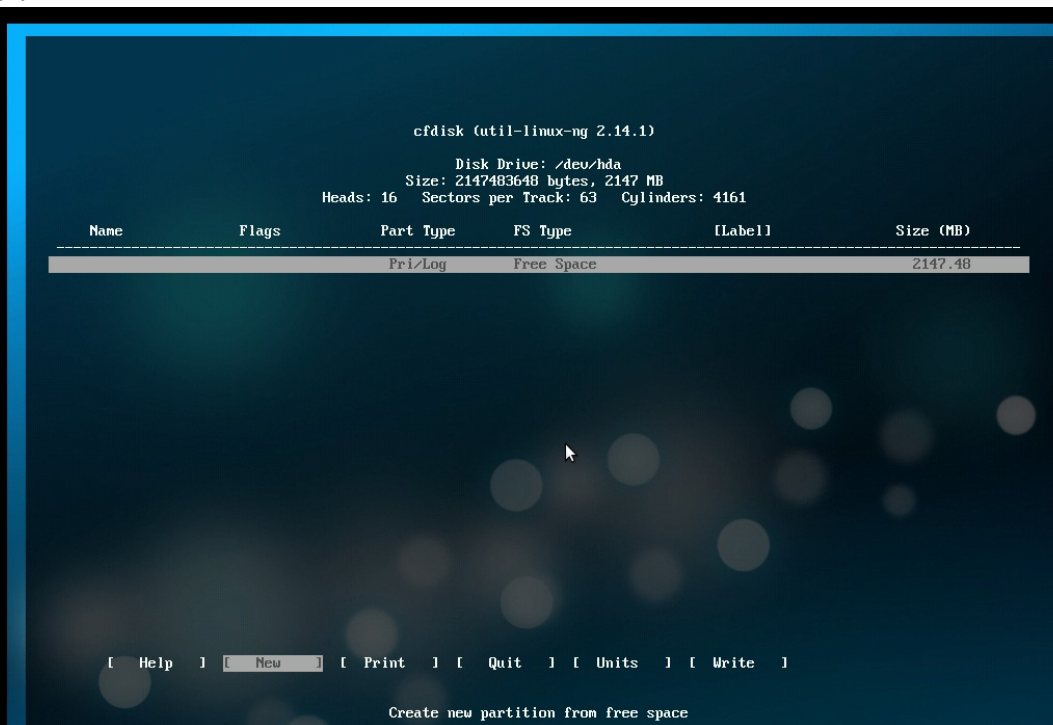 cfdisk (util-linux-ng 2.14.1)
Disk Drive: /dev/hda
Size: 2147483648 bytes, 2147 MB
Heads: 16 Sectors per Track: 63 Cylinders: 4161
Name Flags Part Type FS Type [Label] Size (MB)
Pri/Log Free Space 2147.48
[ Help ] [ New ] [ Print ] [ Quit ] [ Units ] [ Write ]
Create new partition from free space